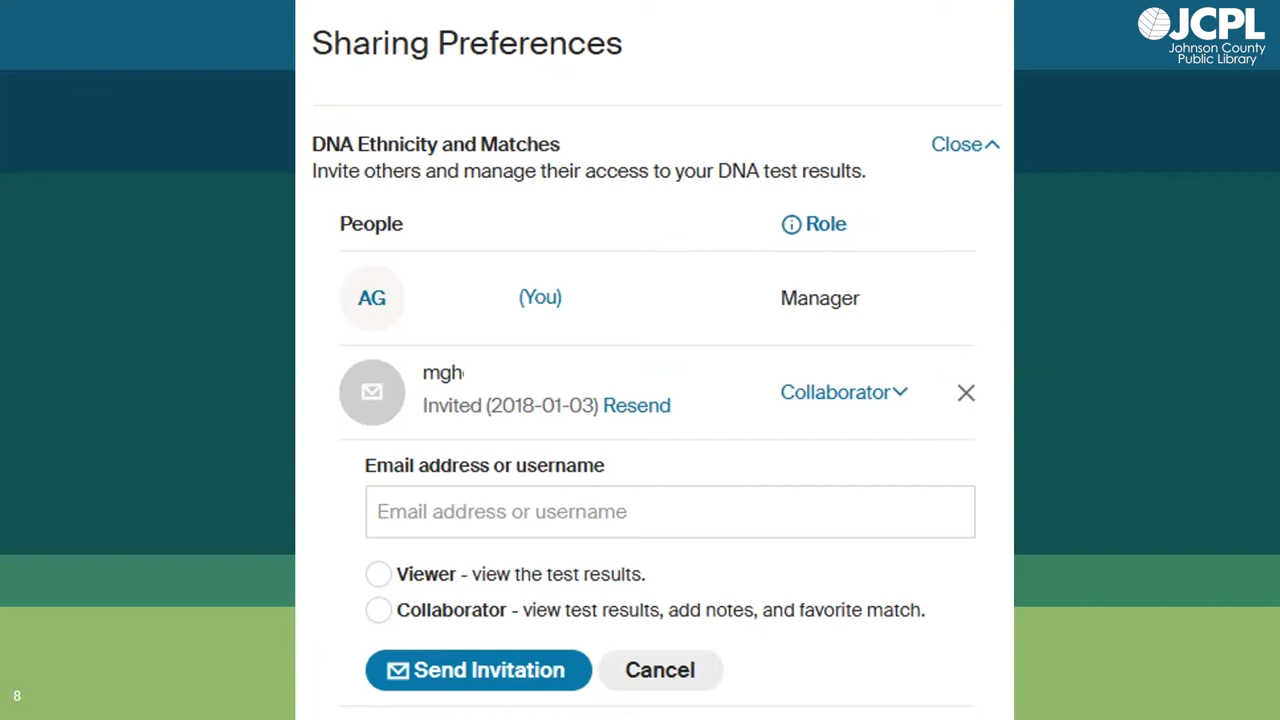 JCPL
Johnson County
Public Library
Sharing Preferences
DNA Ethnicity and Matches
Close
Invite others and manage their access to your DNA test results.
People
Role
AG
(You)
Manager
mgh
Invited (2018-01-03) Resend
Collaborator
Email address or username
Email address or username
Viewer - view the test results.
Collaborator - view test results, add notes, and favorite match.
Send Invitation
Cancel
8